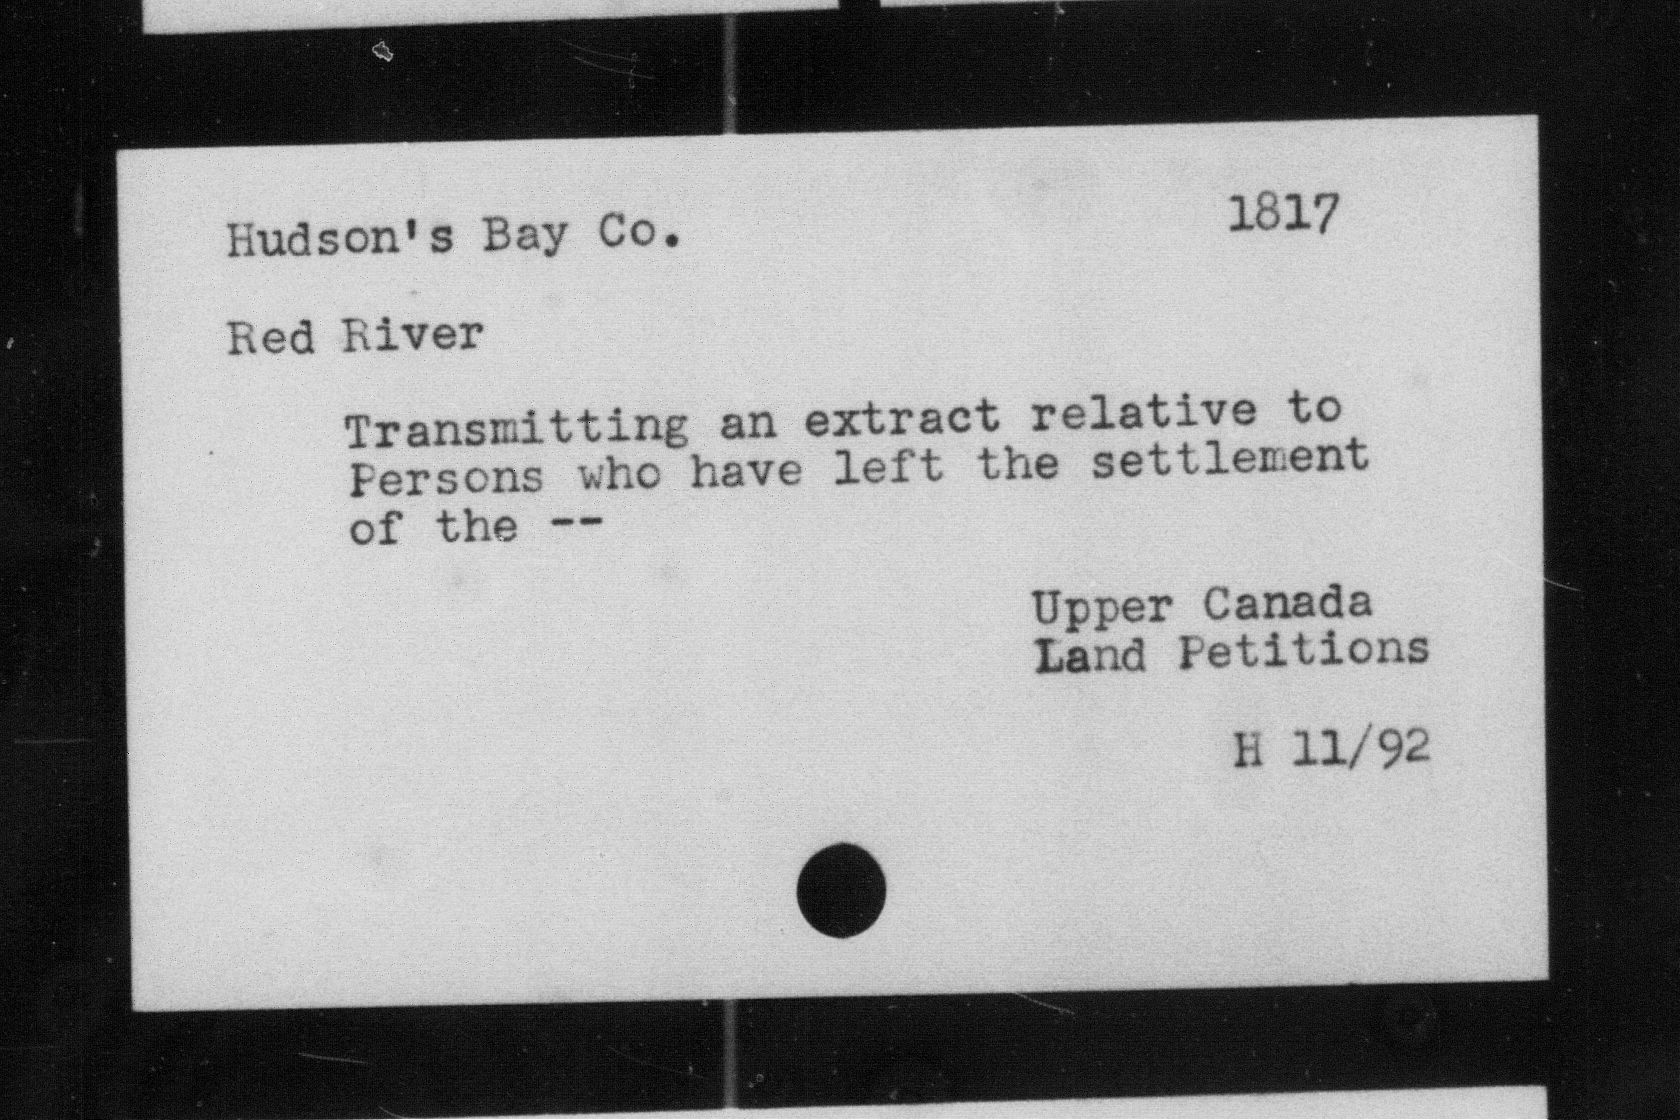 Hudson's Bay Co. 1817
Red River
Transmitting an extract relative to
Persons who have left the settlement
of the --
Upper Canada
Land Petitions
H 11/92